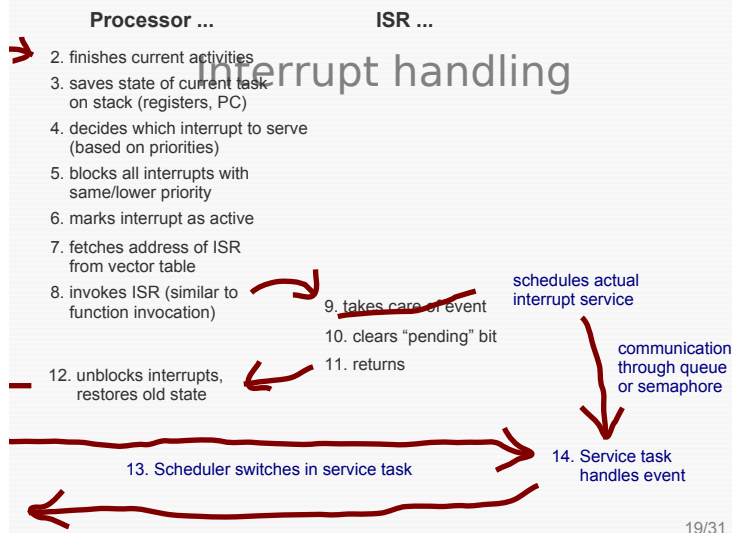 Processor ...
ISR ...
Interrupt handling
2. finishes current activities
3. saves state of current task
on stack (registers, PC)
4. decides which interrupt to serve
(based on priorities)
5. blocks all interrupts with
same/lower priority
6. marks interrupt as active
7. fetches address of ISR
from vector table
8. invokes ISR (similar to
function invocation)
9. takes care of event
10. clears “pending” bit
11. returns
schedules actual
interrupt service
communication
through queue
or semaphore
12. unblocks interrupts,
restores old state
13. Scheduler switches in service task
14. Service task
handles event
19/31